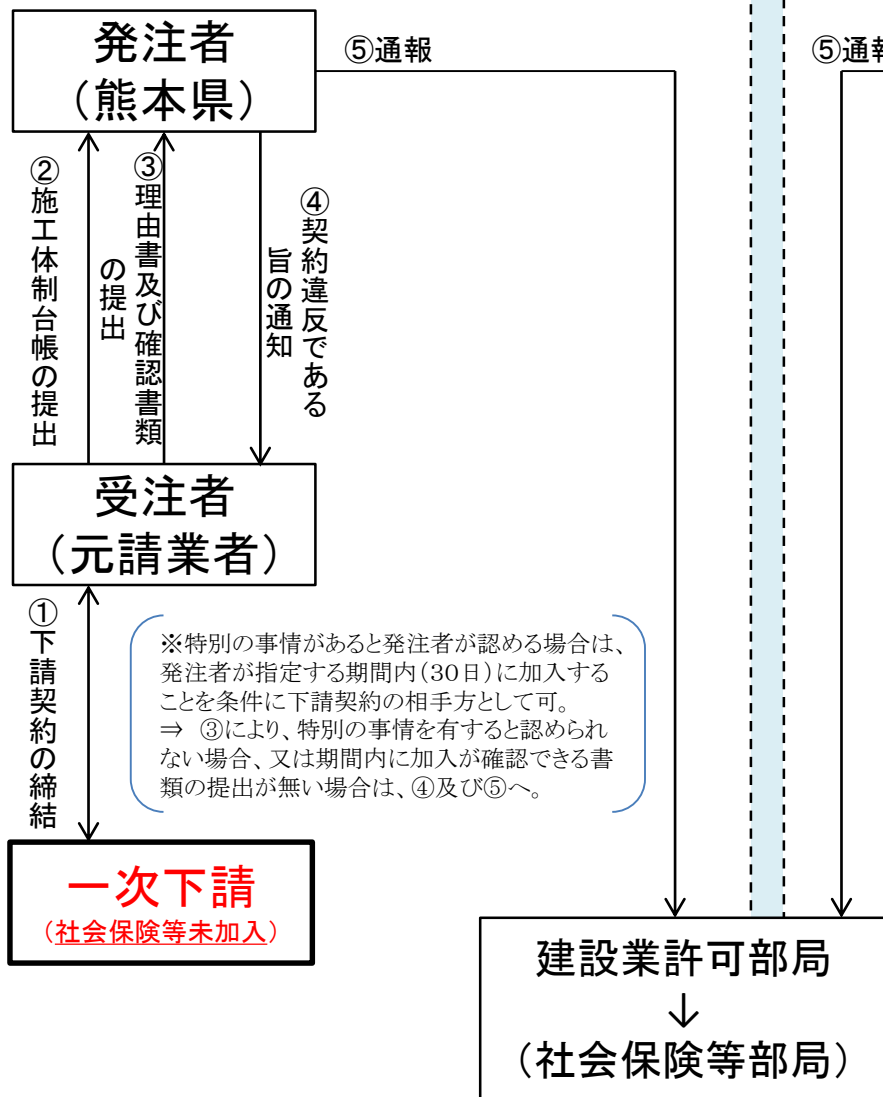 発注者
（熊本県）
⑤通報
⑤通報
②施工体制台帳の提出
③理由書及び確認書類
の提出
④契約違反である
旨の通知
受注者
（元請業者）
①下請契約の締結
※特別の事情があると発注者が認める場合は、
発注者が指定する期間内（30日）に加入する
ことを条件に下請契約の相手方として可。
⇒ ③により、特別の事情を有すると認められ
ない場合、又は期間内に加入が確認できる書
類の提出が無い場合は、④及び⑤へ。
一次下請
（社会保険等未加入）
建設業許可部局
↓
（社会保険等部局）